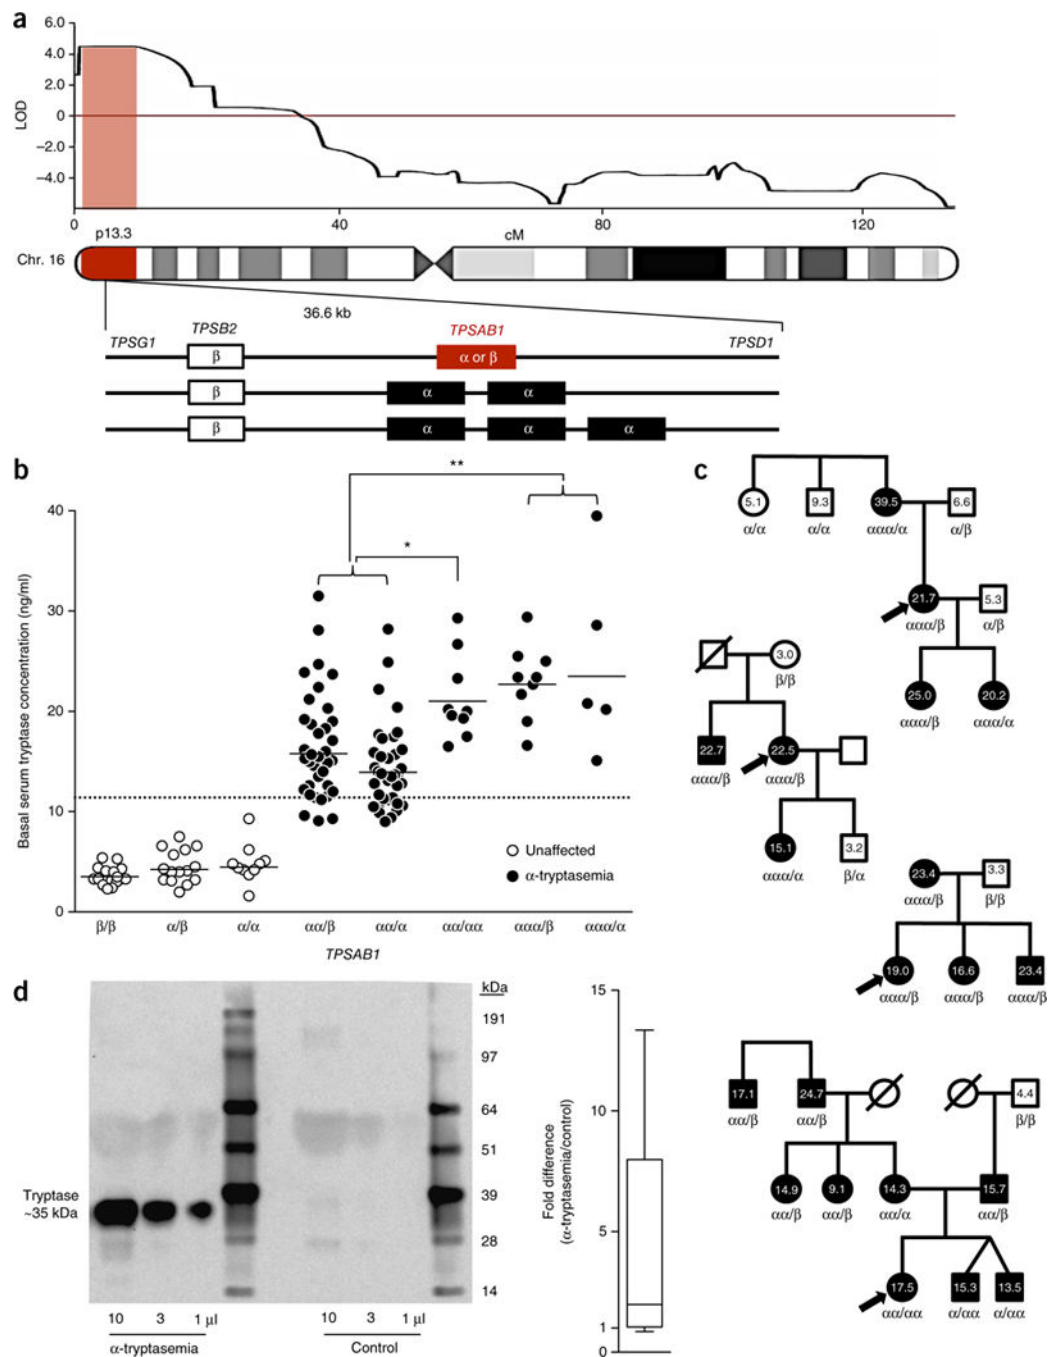 a
6.0
4.0
2.0
0
−2.0
−4.0
LOD
0 40 80 120
p13.3 cM
Chr. 16
36.6 kb
TPSG1 TPSB2 TPSAB1 TPSD1
β α or β
β α α
β α α α
b
**
*
40
30
20
10
0
Basal serum tryptase concentration (ng/ml)
Unaffected
α-tryptasemia
β/β α/β α/α αα/β αα/α αα/αα ααα/β ααα/α
TPSAB1
c
5.1 9.3 39.5 6.6
α/α α/α ααα/α α/β
21.7 5.3
ααα/β α/β
25.0 20.2
ααα/β ααα/α
3.0
β/β
22.7 22.5
ααα/β ααα/β
15.1 3.2
ααα/α β/α
23.4 3.3
ααα/β β/β
19.0 16.6 23.4
ααα/β ααα/β ααα/β
17.1 24.7 4.4
αα/β αα/β β/β
14.9 9.1 14.3 15.7
αα/β αα/β αα/α αα/β
17.5 15.3 13.5
αα/αα α/αα α/αα
d
kDa
191
97
64
51
39
28
14
Tryptase
~35 kDa
10 3 1 µl 10 3 1 µl
α-tryptasemia Control
15
10
5
1
0
Fold difference
(α-tryptasemia/control)